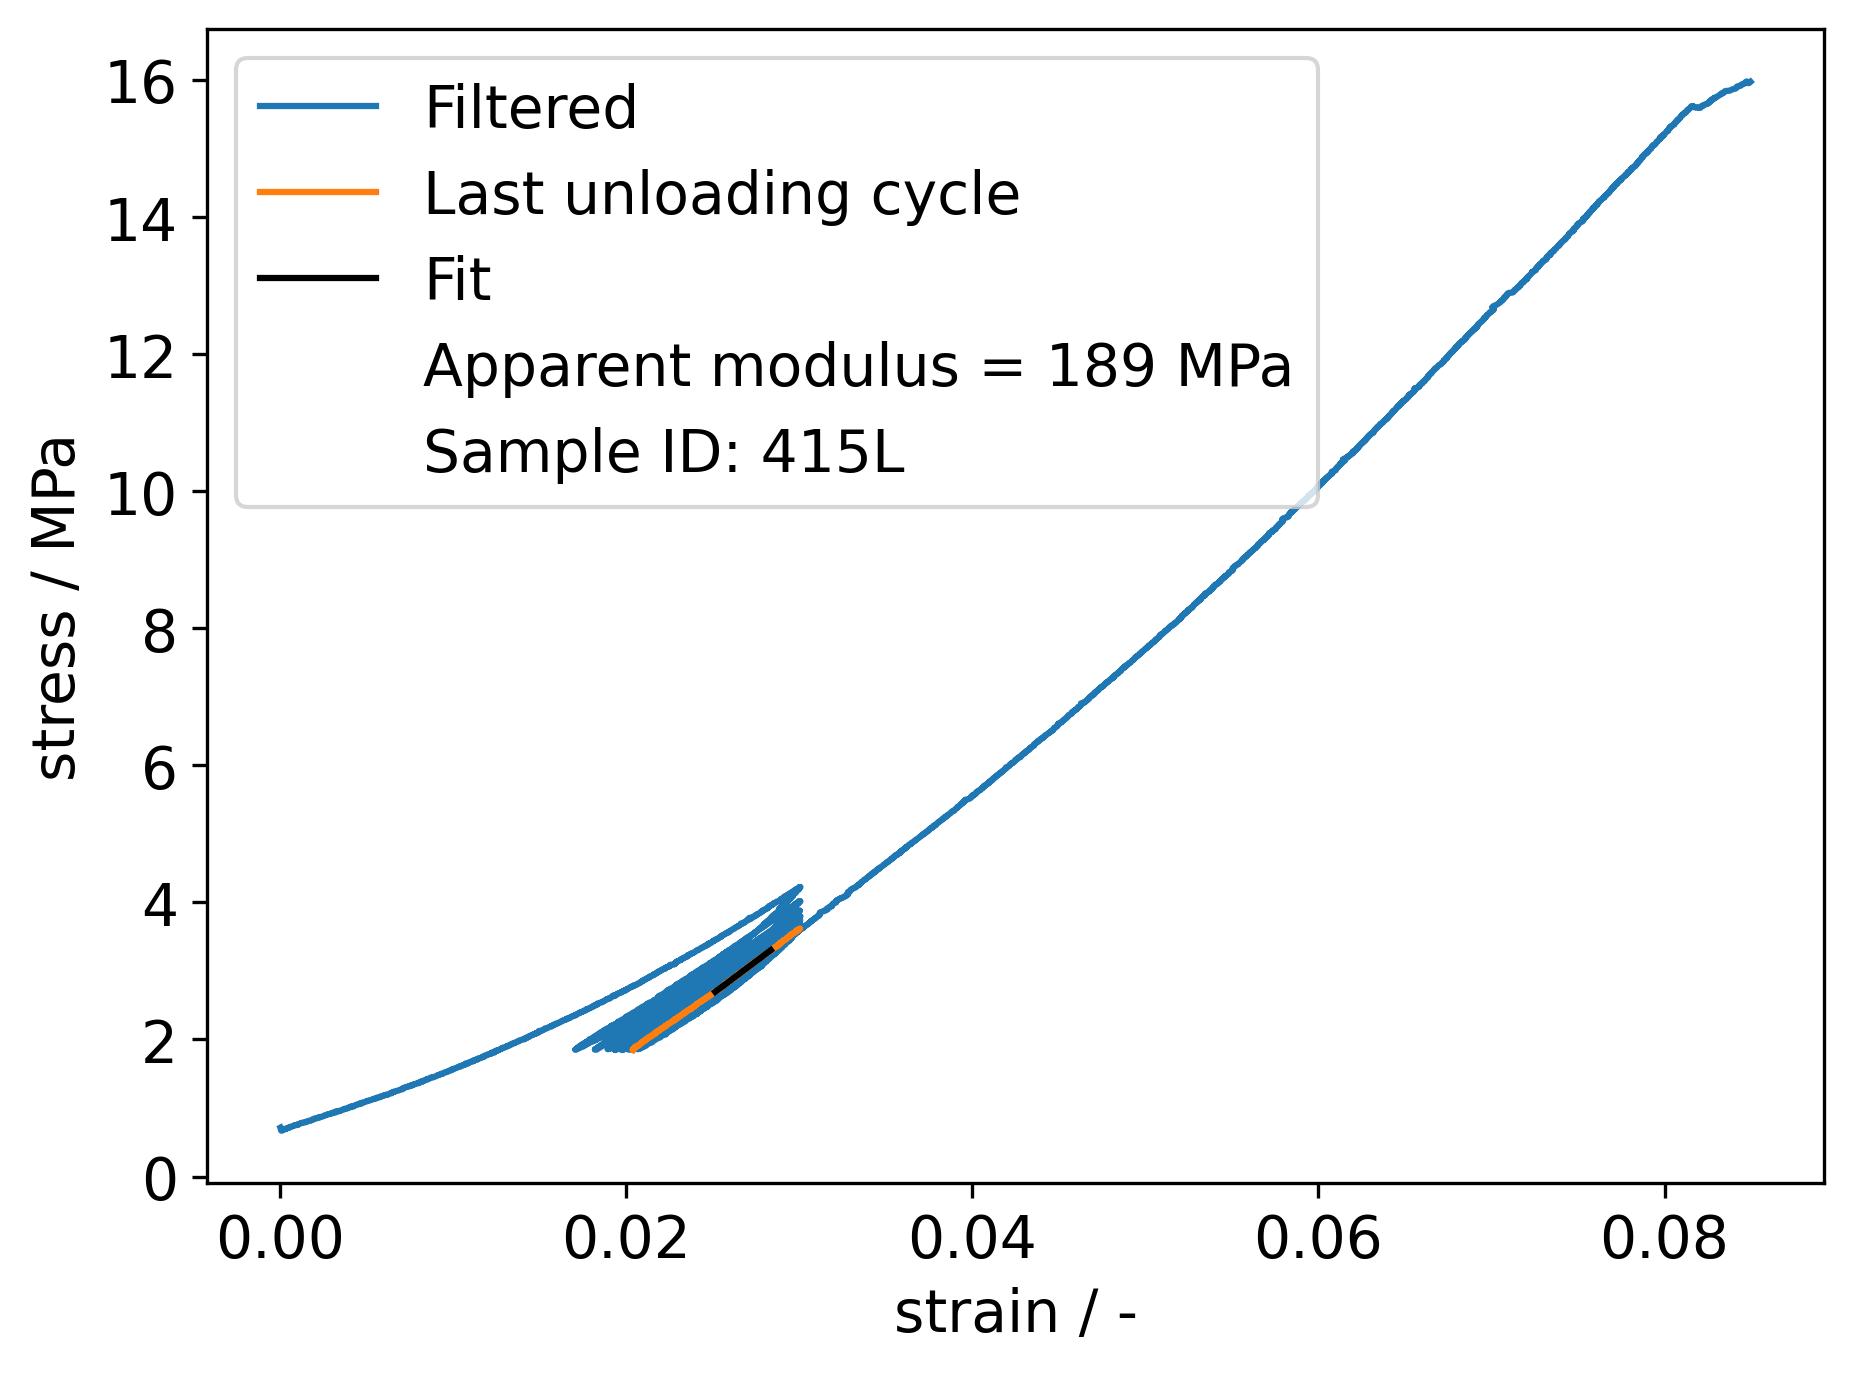 16
14
12
10
8
6
4
2
0
stress / MPa
Filtered
Last unloading cycle
Fit
Apparent modulus = 189 MPa
Sample ID: 415L
0.00 0.02 0.04 0.06 0.08
strain / -